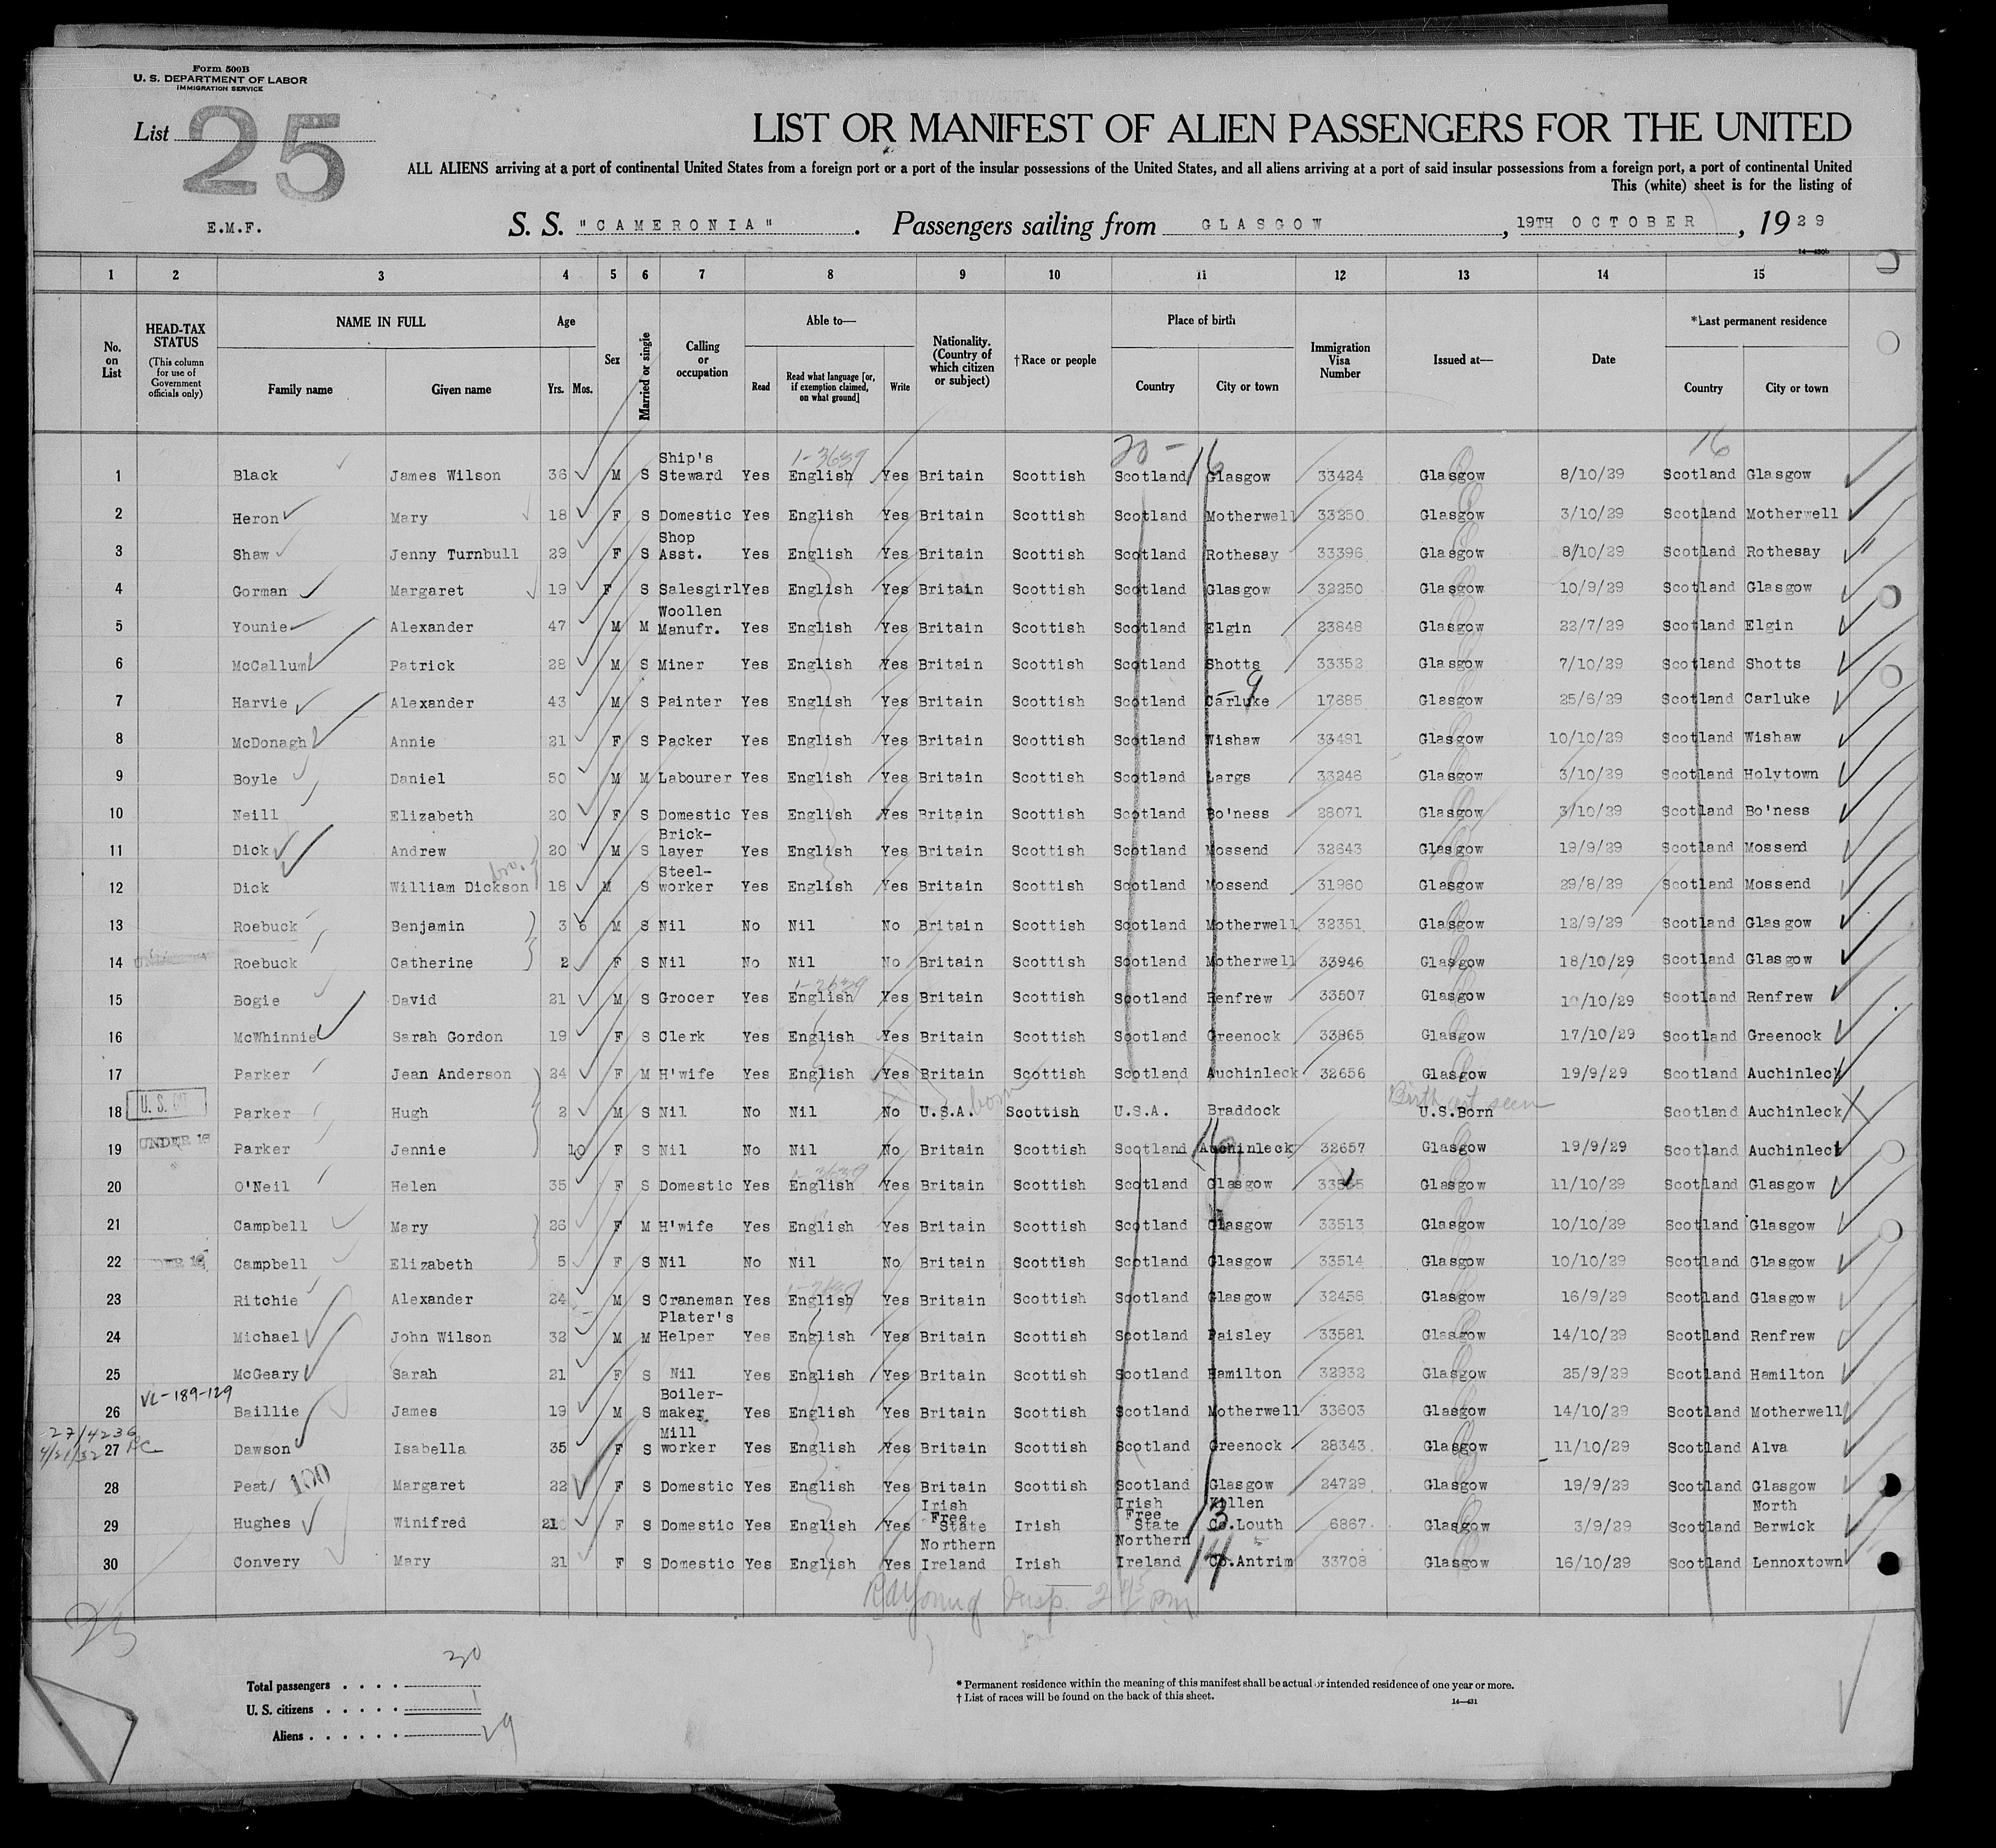 Form 500B
U. S. DEPARTMENT OF LABOR
IMMIGRATION SERVICE
List 25
LIST OR MANIFEST OF ALIEN PASSENGERS FOR THE UNITED
ALL ALIENS arriving at a port of continental United States from a foreign port or a port of the insular possessions of the United States, and all aliens arriving at a port of said insular possessions from a foreign port, a port of continental United
This (white) sheet is for the listing of
E.M.F. S. S. "CAMERONIA". Passengers sailing from GLASGOW, 19TH OCTOBER, 1929
14—430b
1 2 3 4 5 6 7 8 9 10 11 12 13 14 15
No. on List
HEAD-TAX STATUS
(This column for use of Government officials only)
NAME IN FULL
Family name Given name
Age
Yrs. Mos.
Sex
Married or single
Calling or occupation
Able to—
Read Read what language [or, if exemption claimed, on what ground] Write
Nationality. (Country of which citizen or subject)
†Race or people
Place of birth
Country City or town
Immigration Visa Number
Issued at—
Date
*Last permanent residence
Country City or town
20 - 16 16
1-3639
1 Black James Wilson 36 M S Ship's Steward Yes English Yes Britain Scottish Scotland Glasgow 33424 Glasgow 8/10/29 Scotland Glasgow
2 Heron Mary 18 F S Domestic Yes English Yes Britain Scottish Scotland Motherwell 33250 Glasgow 3/10/29 Scotland Motherwell
3 Shaw Jenny Turnbull 29 F S Shop Asst. Yes English Yes Britain Scottish Scotland Rothesay 33396 Glasgow 8/10/29 Scotland Rothesay
4 Gorman Margaret 19 F S Salesgirl Yes English Yes Britain Scottish Scotland Glasgow 32250 Glasgow 10/9/29 Scotland Glasgow
5 Younie Alexander 47 M M Woollen Manufr. Yes English Yes Britain Scottish Scotland Elgin 23848 Glasgow 22/7/29 Scotland Elgin
6 McCallum Patrick 28 M S Miner Yes English Yes Britain Scottish Scotland Shotts 33352 Glasgow 7/10/29 Scotland Shotts
7 Harvie Alexander 43 M S Painter Yes English Yes Britain Scottish Scotland Carluke 17685 Glasgow 25/6/29 Scotland Carluke
8 McDonagh Annie 21 F S Packer Yes English Yes Britain Scottish Scotland Wishaw 33481 Glasgow 10/10/29 Scotland Wishaw
9 Boyle Daniel 50 M M Labourer Yes English Yes Britain Scottish Scotland Largs 33246 Glasgow 3/10/29 Scotland Holytown
10 Neill Elizabeth 20 F S Domestic Yes English Yes Britain Scottish Scotland Bo'ness 28071 Glasgow 3/10/29 Scotland Bo'ness
11 Dick Andrew 20 M S Brick-layer Yes English Yes Britain Scottish Scotland Mossend 32643 Glasgow 19/9/29 Scotland Mossend
12 Dick William Dickson bro. 18 M S Steel-worker Yes English Yes Britain Scottish Scotland Mossend 31960 Glasgow 29/8/29 Scotland Mossend
13 Roebuck Benjamin 3 6 M S Nil No Nil No Britain Scottish Scotland Motherwell 32351 Glasgow 12/9/29 Scotland Glasgow
14 Roebuck Catherine 2 F S Nil No Nil No Britain Scottish Scotland Motherwell 33946 Glasgow 18/10/29 Scotland Glasgow
15 Bogie David 21 M S Grocer Yes English Yes Britain Scottish Scotland Renfrew 33507 Glasgow /10/29 Scotland Renfrew
16 McWhinnie Sarah Gordon 19 F S Clerk Yes English Yes Britain Scottish Scotland Greenock 33865 Glasgow 17/10/29 Scotland Greenock
17 Parker Jean Anderson 24 F M H'wife Yes English Yes Britain Scottish Scotland Auchinleck 32656 Glasgow 19/9/29 Scotland Auchinleck
18 U.S. CIT Parker Hugh 2 M S Nil No Nil No U.S.A. born Scottish U.S.A. Braddock Birth cert seen U.S.Born Scotland Auchinleck
19 UNDER 16 Parker Jennie 10 F S Nil No Nil No Britain Scottish Scotland Auchinleck 32657 Glasgow 19/9/29 Scotland Auchinleck
20 O'Neil Helen 35 F S Domestic Yes English Yes Britain Scottish Scotland Glasgow Glasgow 11/10/29 Scotland Glasgow
21 Campbell Mary 26 F M H'wife Yes English Yes Britain Scottish Scotland Glasgow 33513 Glasgow 10/10/29 Scotland Glasgow
22 Campbell Elizabeth 5 F S Nil No Nil No Britain Scottish Scotland Glasgow 33514 Glasgow 10/10/29 Scotland Glasgow
23 Ritchie Alexander 24 M S Craneman Yes English Yes Britain Scottish Scotland Glasgow 32456 Glasgow 16/9/29 Scotland Glasgow
24 Michael John Wilson 32 M M Plater's Helper Yes English Yes Britain Scottish Scotland Paisley 33581 Glasgow 14/10/29 Scotland Renfrew
25 McGeary Sarah 21 F S Nil Yes English Yes Britain Scottish Scotland Hamilton 32932 Glasgow 25/9/29 Scotland Hamilton
VL-189-129
26 Baillie James 19 M S Boiler-maker Yes English Yes Britain Scottish Scotland Motherwell 33603 Glasgow 14/10/29 Scotland Motherwell
27/4236
4/21/32
27 Dawson Isabella 35 F S Mill worker Yes English Yes Britain Scottish Scotland Greenock 28343 Glasgow 11/10/29 Scotland Alva
28 Peat 100 Margaret 22 F S Domestic Yes English Yes Britain Scottish Scotland Glasgow 24729 Glasgow 19/9/29 Scotland Glasgow
29 Hughes Winifred 21 F S Domestic Yes English Yes Irish Free State Irish Irish Free State 13 Killen Co.Louth 6867 Glasgow 3/9/29 Scotland North Berwick
30 Convery Mary 21 F S Domestic Yes English Yes Northern Ireland Irish Northern Ireland 14 Co.Antrim 33708 Glasgow 16/10/29 Scotland Lennoxtown
Insp. 2 45 pm
Total passengers . . . . 30
U. S. citizens . . . . . 1
Aliens . . . . . . 29
* Permanent residence within the meaning of this manifest shall be actual or intended residence of one year or more.
† List of races will be found on the back of this sheet.
14—431